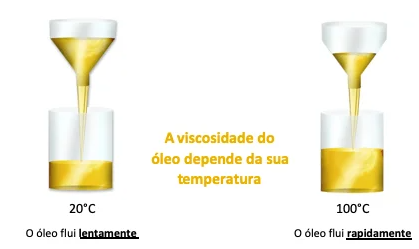 A viscosidade do
óleo depende da sua
temperatura
20°C
100°C
O óleo flui lentamente
O óleo flui rapidamente